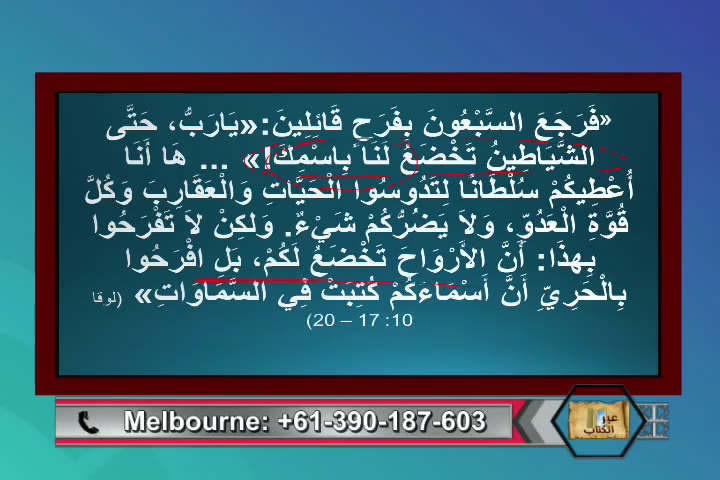 «فَرَجَعَ السَّبْعُونَ بِفَرَحٍ قَائِلِينَ:«يَارَبُّ، حَتَّى
الشَّيَاطِينُ تَخْضَعُ لَنَا بِاسْمِكَ!» ... هَا أَنَا
أُعْطِيكُمْ سُلْطَانًا لِتَدُوسُوا الْحَيَّاتِ وَالْعَقَارِبَ وَكُلَّ
قُوَّةِ الْعَدُوِّ، وَلاَ يَضُرُّكُمْ شَيْءٌ. وَلكِنْ لاَ تَفْرَحُوا
بِهذَا: أَنَّ الأَرْوَاحَ تَخْضَعُ لَكُمْ، بَلِ افْرَحُوا
بِالْحَرِيِّ أَنَّ أَسْمَاءَكُمْ كُتِبَتْ فِي السَّمَاوَاتِ» (لوقا
10: 17 – 20)
Melbourne: +61-390-187-603
عبر
الكتاب